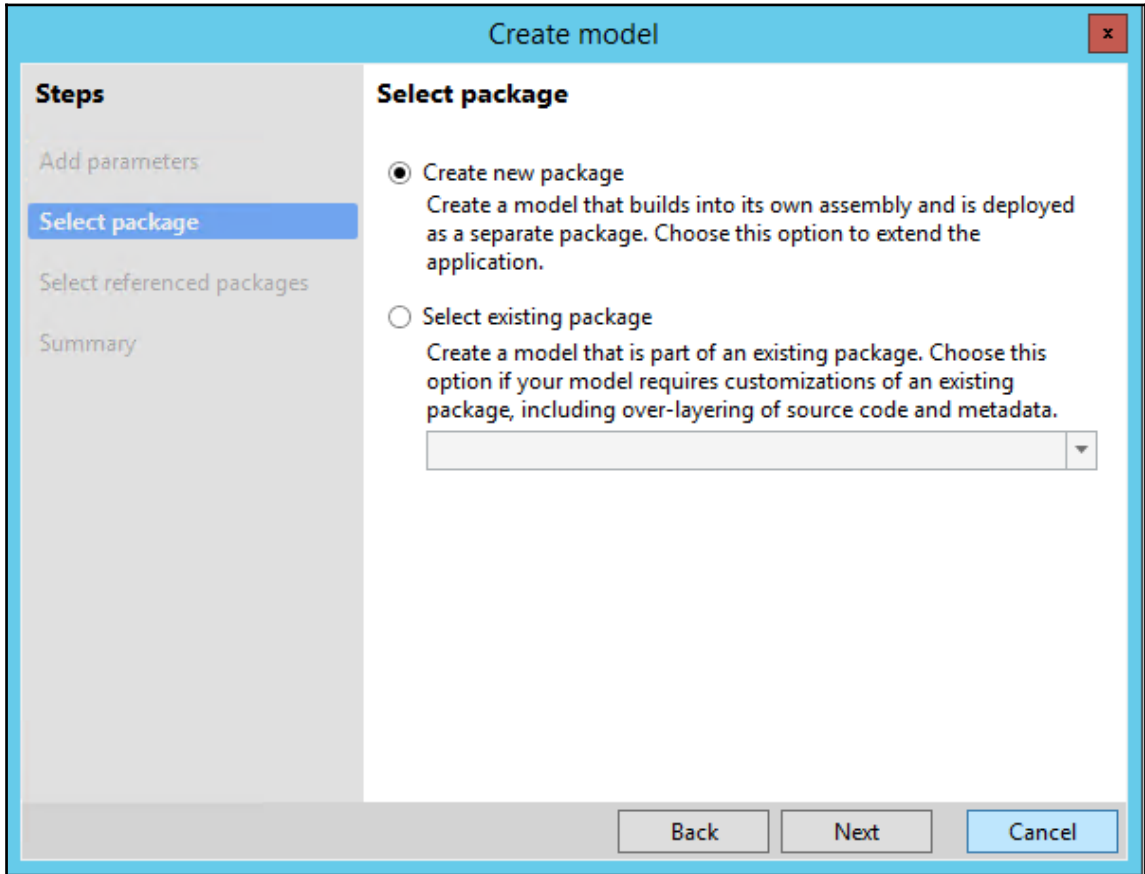 Create model
x
Steps
Add parameters
Select package
Select referenced packages
Summary
Select package
Create new package
Create a model that builds into its own assembly and is deployed
as a separate package. Choose this option to extend the
application.
Select existing package
Create a model that is part of an existing package. Choose this
option if your model requires customizations of an existing
package, including over-layering of source code and metadata.
Back
Next
Cancel